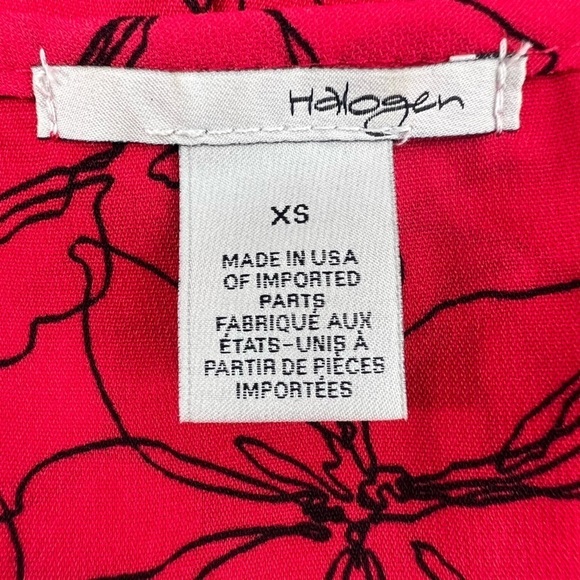 Halogen
XS
MADE IN USA
OF IMPORTED
PARTS
FABRIQUÉ AUX
ÉTATS-UNIS À
PARTIR DE PIÈCES
IMPORTÉES